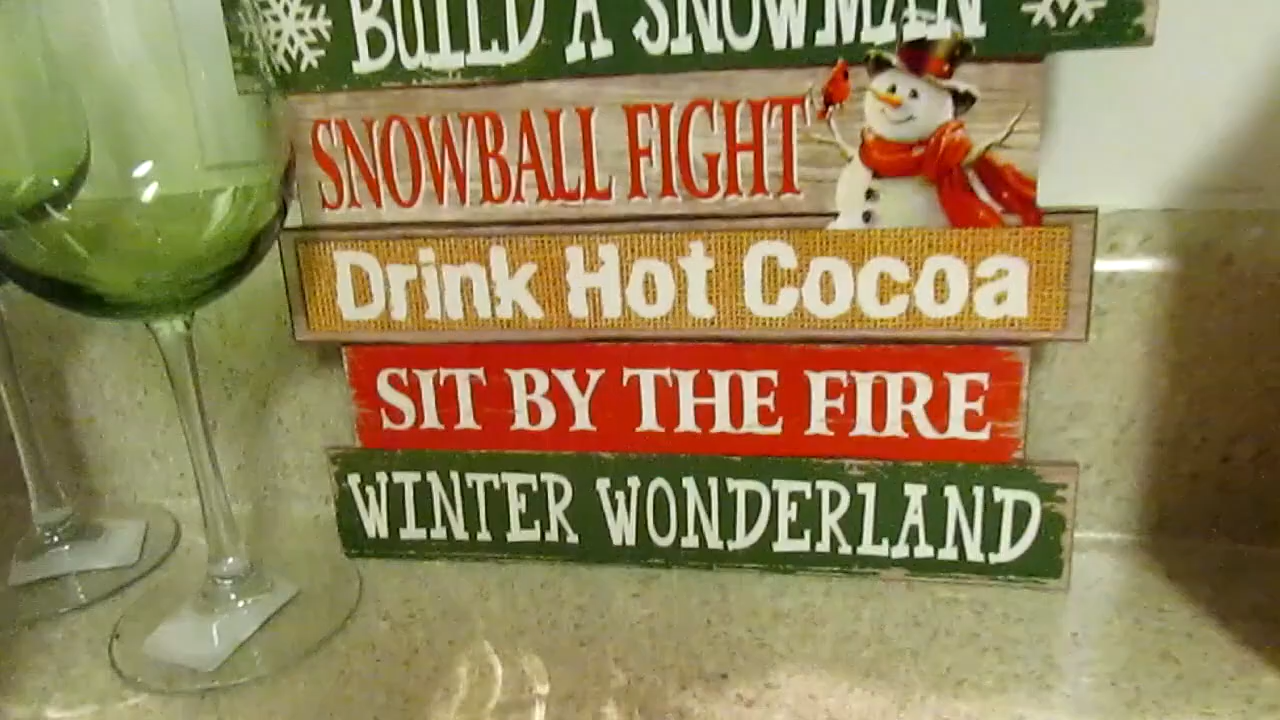 BUILD A SNOWMAN
SNOWBALL FIGHT
Drink Hot Cocoa
SIT BY THE FIRE
WINTER WONDERLAND